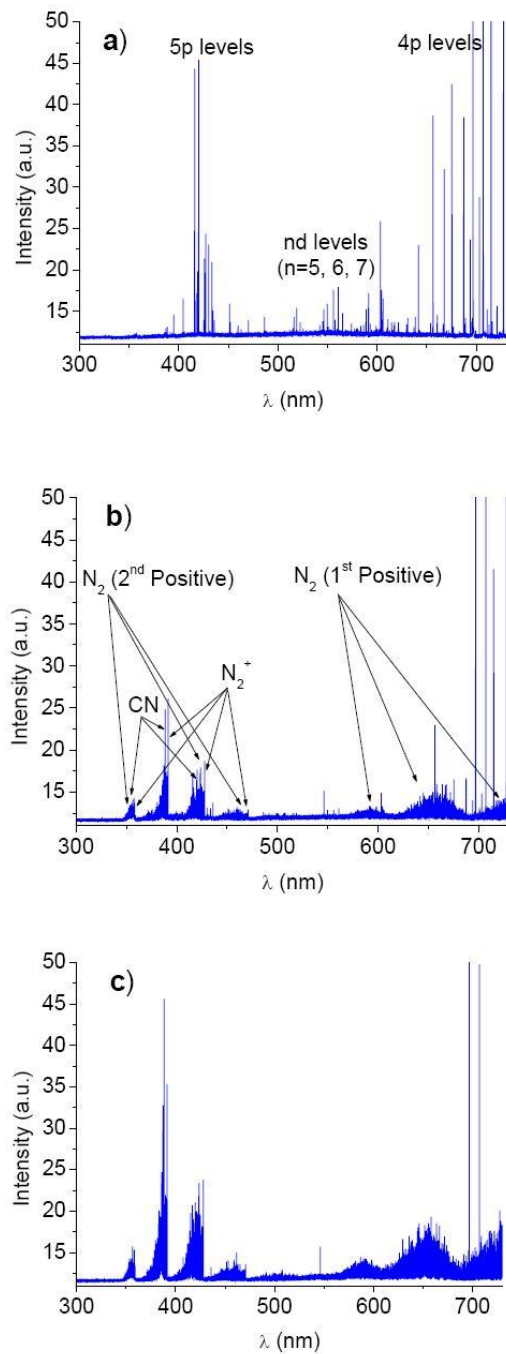 a)
5p levels
4p levels
nd levels
(n=5, 6, 7)
Intensity (a.u.)
50
45
40
35
30
25
20
15
300 400 500 600 700
λ (nm)
b)
N₂ (2ⁿᵈ Positive)
N₂ (1ˢᵗ Positive)
N₂⁺
CN
Intensity (a.u.)
50
45
40
35
30
25
20
15
300 400 500 600 700
λ (nm)
c)
Intensity (a.u.)
50
45
40
35
30
25
20
15
300 400 500 600 700
λ (nm)